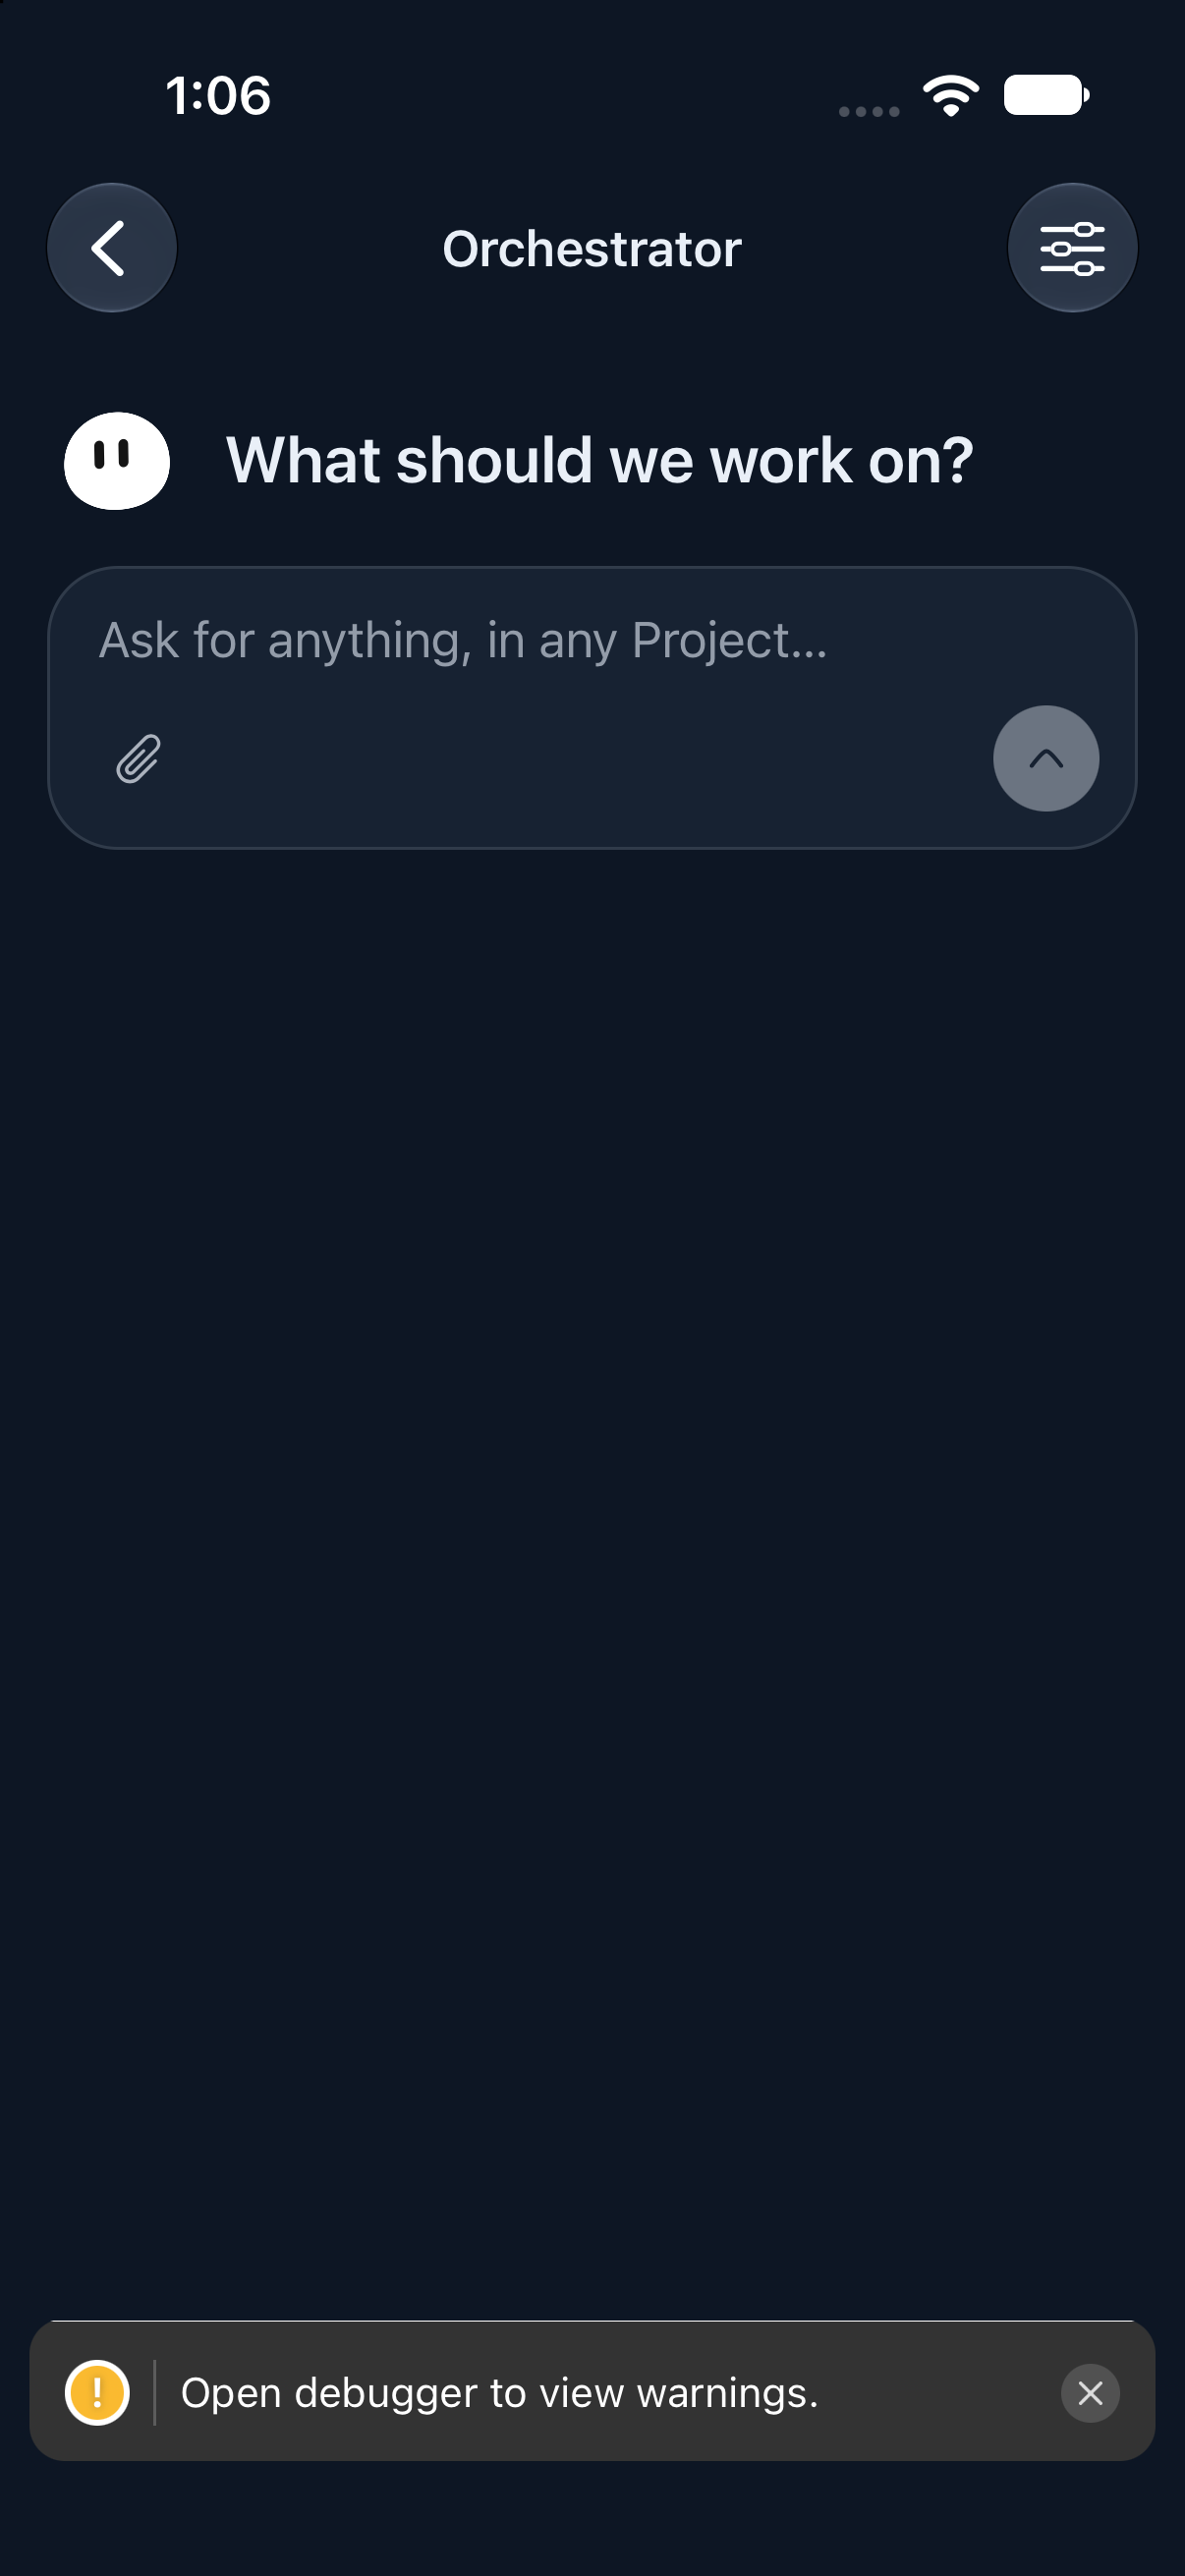 1:06
Orchestrator
What should we work on?
Ask for anything, in any Project...
Open debugger to view warnings.